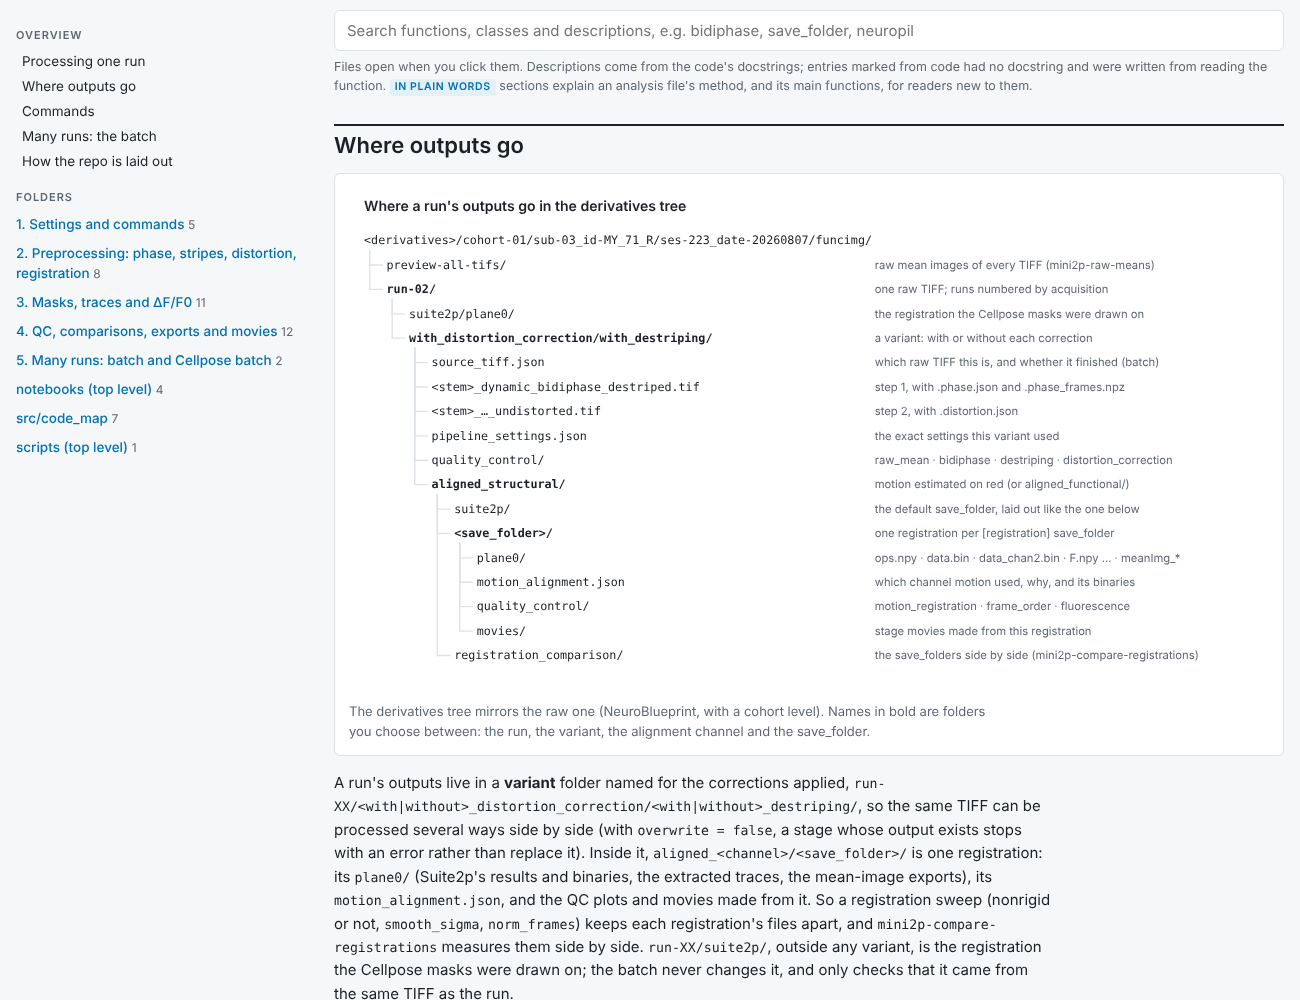 OVERVIEW
Processing one run
Where outputs go
Commands
Many runs: the batch
How the repo is laid out
FOLDERS
1. Settings and commands 5
2. Preprocessing: phase, stripes, distortion,
registration 8
3. Masks, traces and ΔF/F0 11
4. QC, comparisons, exports and movies 12
5. Many runs: batch and Cellpose batch 2
notebooks (top level) 4
src/code_map 7
scripts (top level) 1
Search functions, classes and descriptions, e.g. bidiphase, save_folder, neuropil
Files open when you click them. Descriptions come from the code's docstrings; entries marked from code had no docstring and were written from reading the
function. IN PLAIN WORDS sections explain an analysis file's method, and its main functions, for readers new to them.
Where outputs go
Where a run's outputs go in the derivatives tree
<derivatives>/cohort-01/sub-03_id-MY_71_R/ses-223_date-20260807/funcimg/
preview-all-tifs/ raw mean images of every TIFF (mini2p-raw-means)
run-02/ one raw TIFF; runs numbered by acquisition
suite2p/plane0/ the registration the Cellpose masks were drawn on
with_distortion_correction/with_destriping/ a variant: with or without each correction
source_tiff.json which raw TIFF this is, and whether it finished (batch)
<stem>_dynamic_bidiphase_destriped.tif step 1, with .phase.json and .phase_frames.npz
<stem>_…_undistorted.tif step 2, with .distortion.json
pipeline_settings.json the exact settings this variant used
quality_control/ raw_mean · bidiphase · destriping · distortion_correction
aligned_structural/ motion estimated on red (or aligned_functional/)
suite2p/ the default save_folder, laid out like the one below
<save_folder>/ one registration per [registration] save_folder
plane0/ ops.npy · data.bin · data_chan2.bin · F.npy … · meanImg_*
motion_alignment.json which channel motion used, why, and its binaries
quality_control/ motion_registration · frame_order · fluorescence
movies/ stage movies made from this registration
registration_comparison/ the save_folders side by side (mini2p-compare-registrations)
The derivatives tree mirrors the raw one (NeuroBlueprint, with a cohort level). Names in bold are folders
you choose between: the run, the variant, the alignment channel and the save_folder.
A run's outputs live in a variant folder named for the corrections applied, run-
XX/<with|without>_distortion_correction/<with|without>_destriping/, so the same TIFF can be
processed several ways side by side (with overwrite = false, a stage whose output exists stops
with an error rather than replace it). Inside it, aligned_<channel>/<save_folder>/ is one registration:
its plane0/ (Suite2p's results and binaries, the extracted traces, the mean-image exports), its
motion_alignment.json, and the QC plots and movies made from it. So a registration sweep (nonrigid
or not, smooth_sigma, norm_frames) keeps each registration's files apart, and mini2p-compare-
registrations measures them side by side. run-XX/suite2p/, outside any variant, is the registration
the Cellpose masks were drawn on; the batch never changes it, and only checks that it came from
the same TIFF as the run.